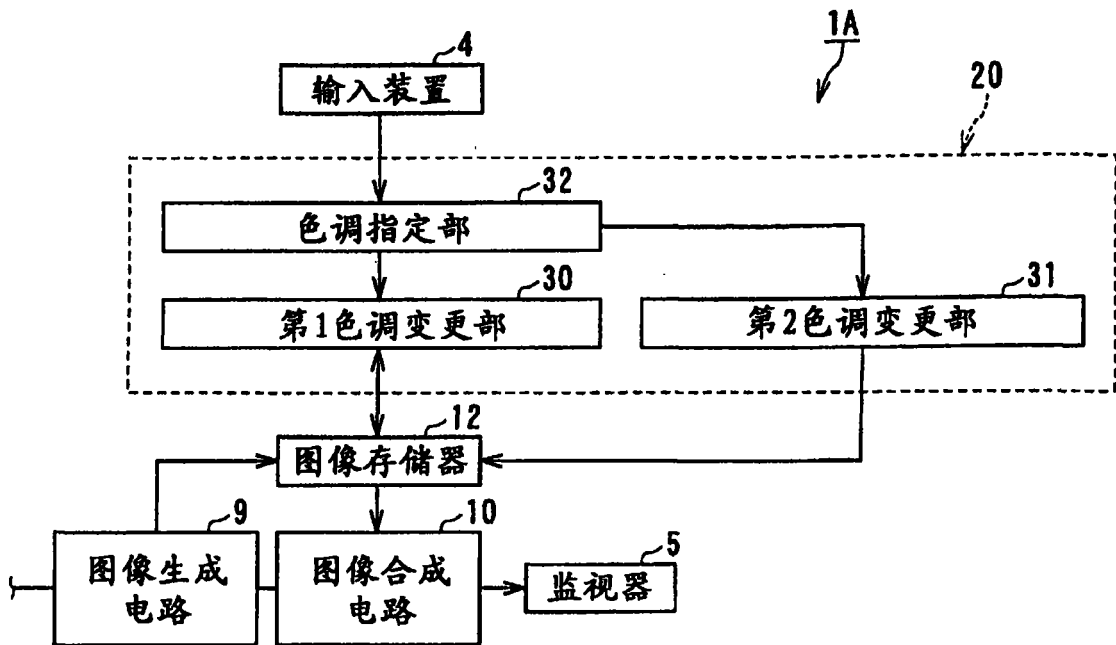 1A
4
输入装置
20
32
色调指定部
30
第1色调变更部
31
第2色调变更部
12
图像存储器
9
图像生成
电路
10
图像合成
电路
5
监视器